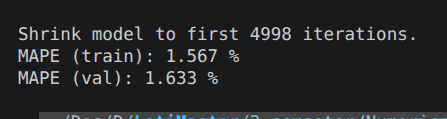 Shrink model to first 4998 iterations.
MAPE (train): 1.567 %
MAPE (val): 1.633 %